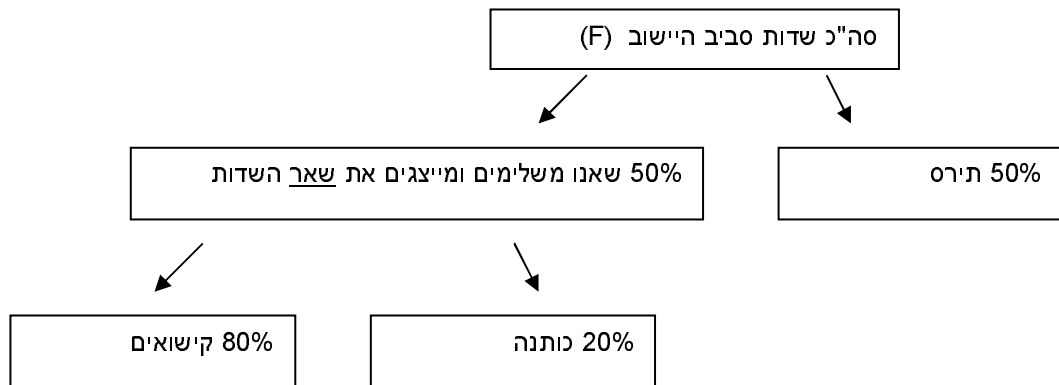 סה"כ שדות סביב היישוב (F)
50% תירס
50% שאנו משלימים ומייצגים את שאר השדות
20% כותנה
80% קישואים